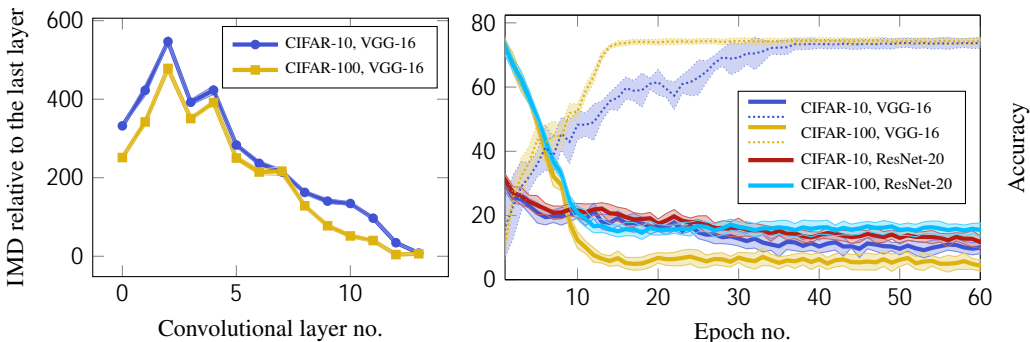 IMD relative to the last layer
600
400
200
0
CIFAR-10, VGG-16
CIFAR-100, VGG-16
0
5
10
Convolutional layer no.
80
60
40
20
0
CIFAR-10, VGG-16
CIFAR-100, VGG-16
CIFAR-10, ResNet-20
CIFAR-100, ResNet-20
10
20
30
40
50
60
Epoch no.
Accuracy